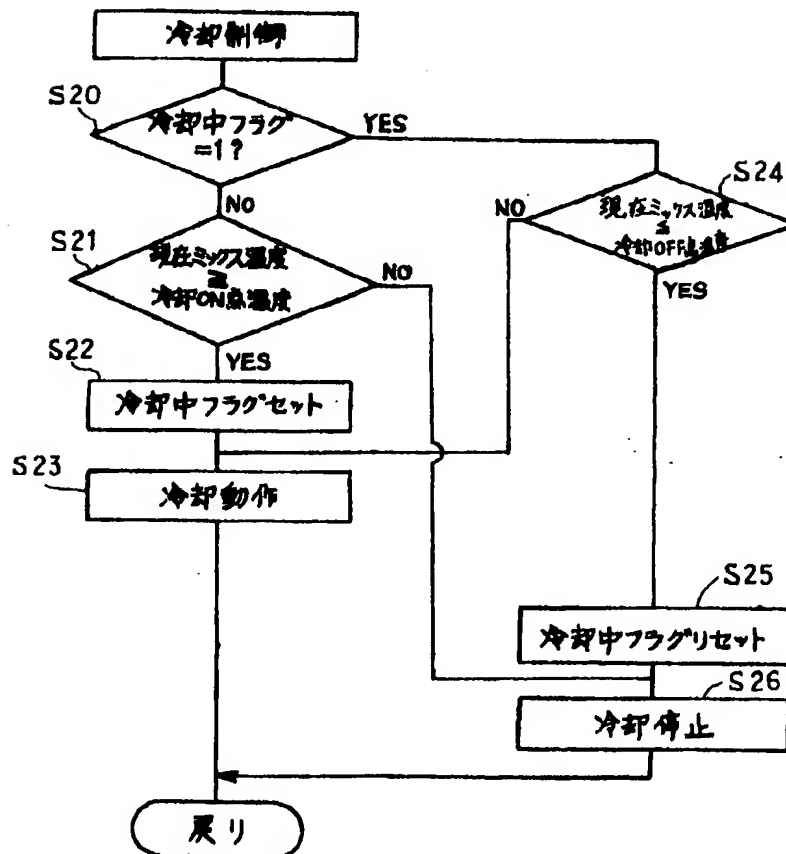 冷却制御
S20
冷却中フラグ
=1?
YES
NO
S24
現在ミックス温度
≦
冷却OFF点温度
NO
YES
S21
現在ミックス温度
≧
冷却ON点温度
NO
YES
S22
冷却中フラグセット
S23
冷却動作
S25
冷却中フラグリセット
S26
冷却停止
戻り